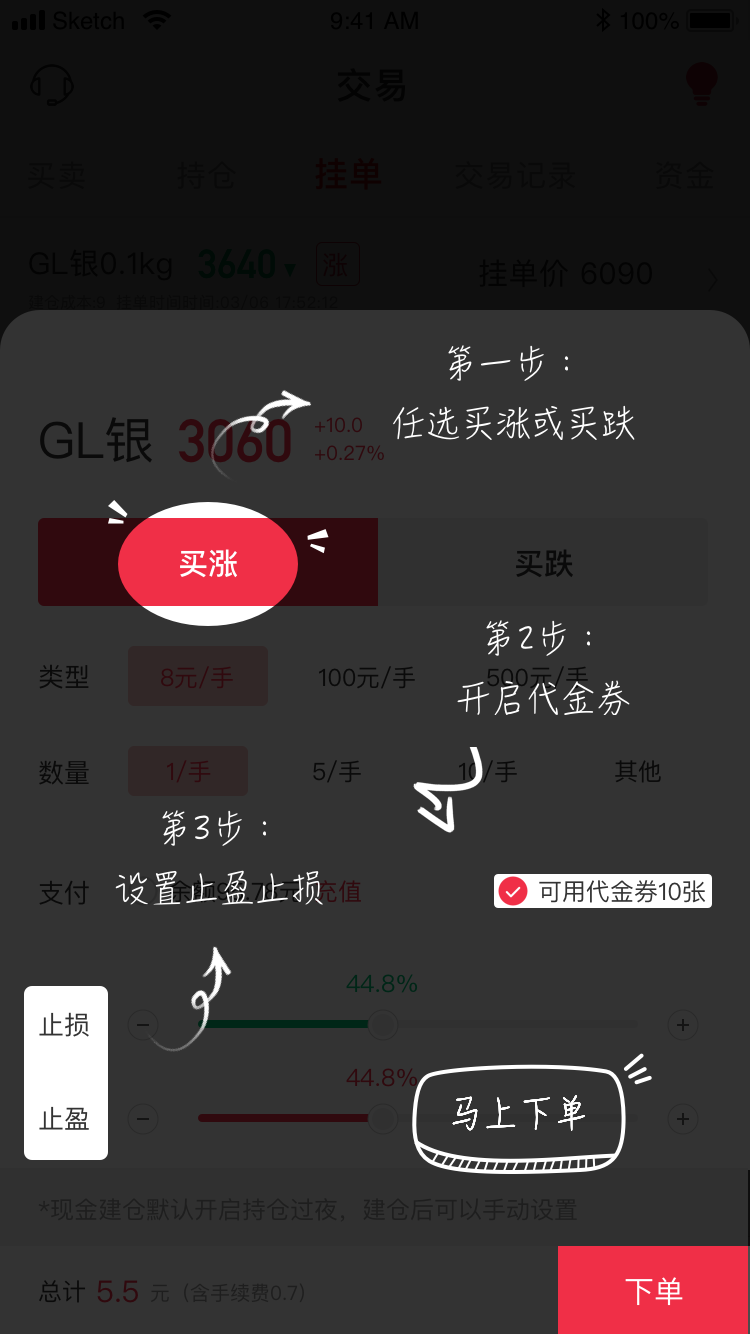 Sketch 9:41 AM 100%
交易
买卖 持仓 挂单 交易记录 资金
GL银0.1kg 3640 涨 挂单价 6090
第一步：
任选买涨或买跌
GL银 3060 +10.0
+0.27%
买涨 买跌
第2步：
开启代金券
类型 8元/手 100元/手 500元/手
数量 1/手 5/手 10/手 其他
第3步：
设置止盈止损
支付 充值
可用代金券10张
44.8%
止损
44.8%
止盈
马上下单
*现金建仓默认开启持仓过夜，建仓后可以手动设置
总计 5.5 元（含手续费0.7）
下单